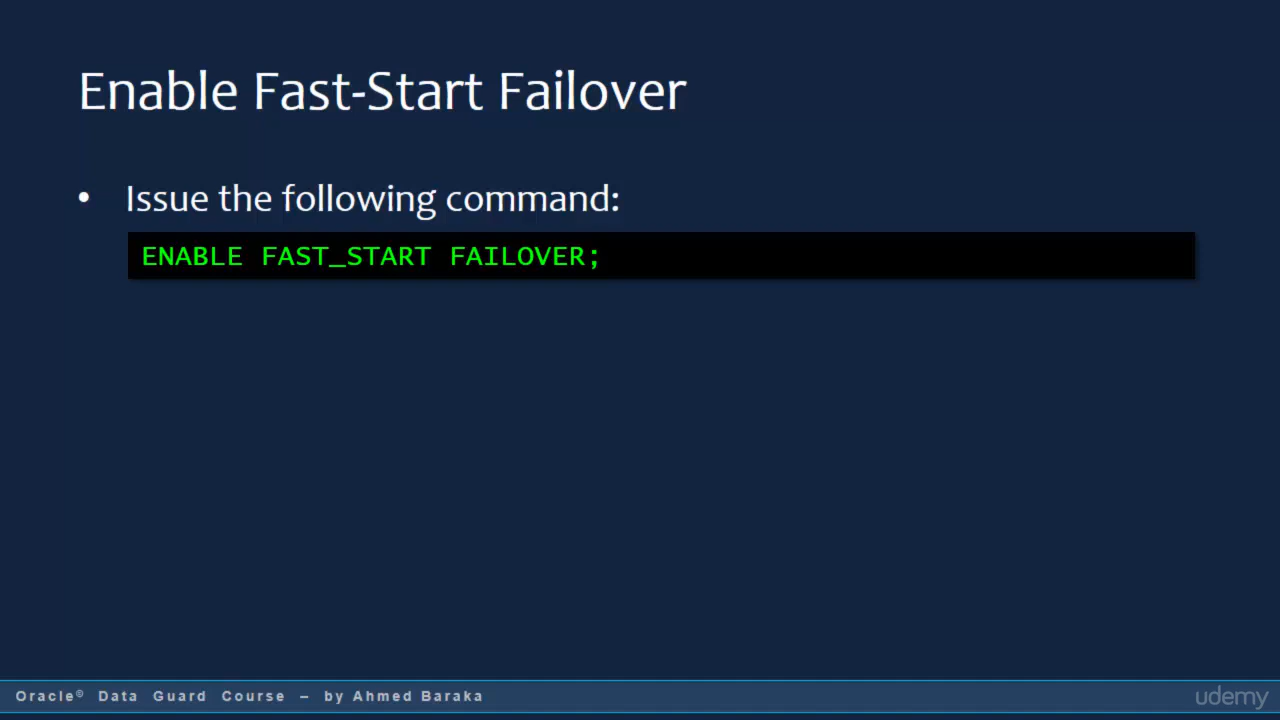 Enable Fast-Start Failover
• Issue the following command:
ENABLE FAST_START FAILOVER;
Oracle® Data Guard Course – by Ahmed Baraka
udemy